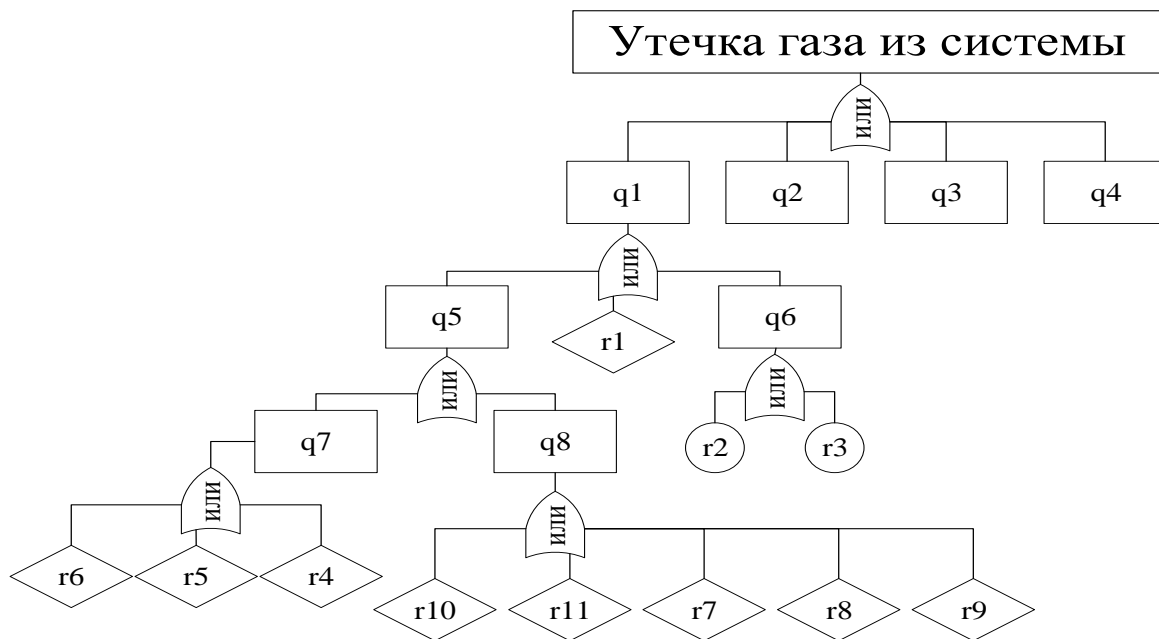 Утечка газа из системы
или
q1
q2
q3
q4
или
q5
r1
q6
или
или
q7
q8
r2
r3
или
или
r6
r5
r4
r10
r11
r7
r8
r9